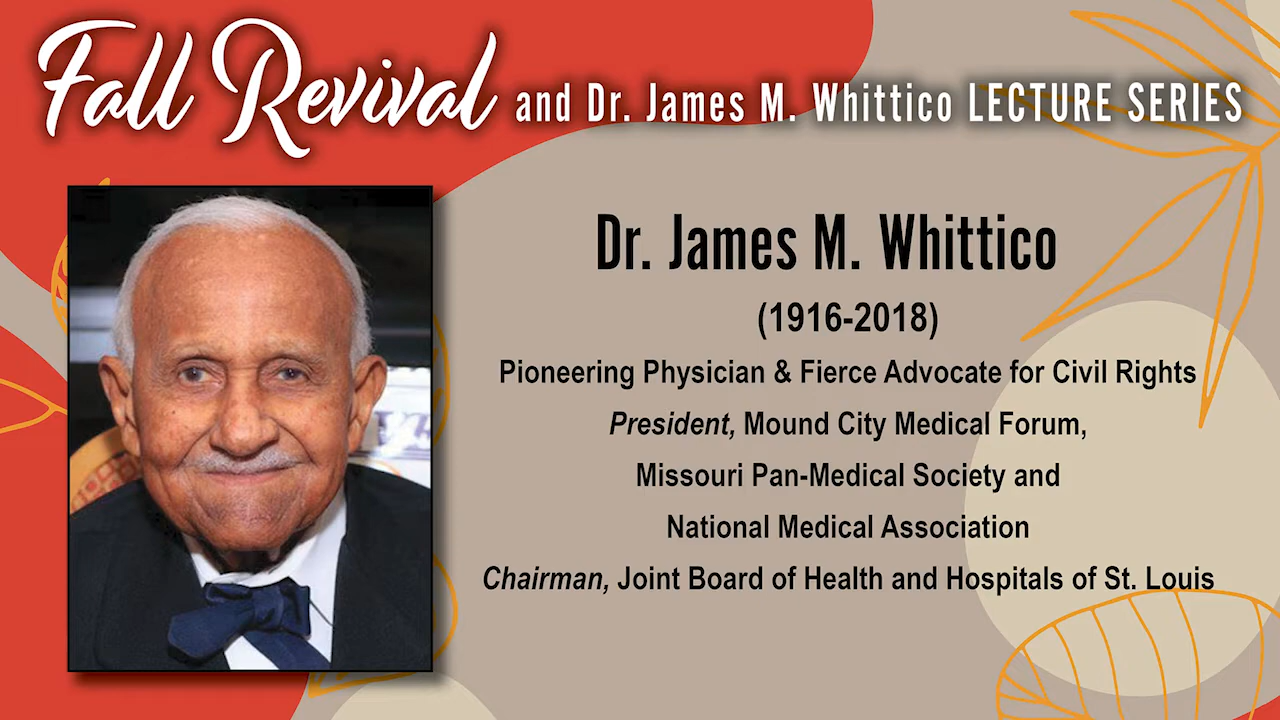 Fall Revival and Dr. James M. Whittico LECTURE SERIES
Dr. James M. Whittico
(1916-2018)
Pioneering Physician & Fierce Advocate for Civil Rights
President, Mound City Medical Forum,
Missouri Pan-Medical Society and
National Medical Association
Chairman, Joint Board of Health and Hospitals of St. Louis